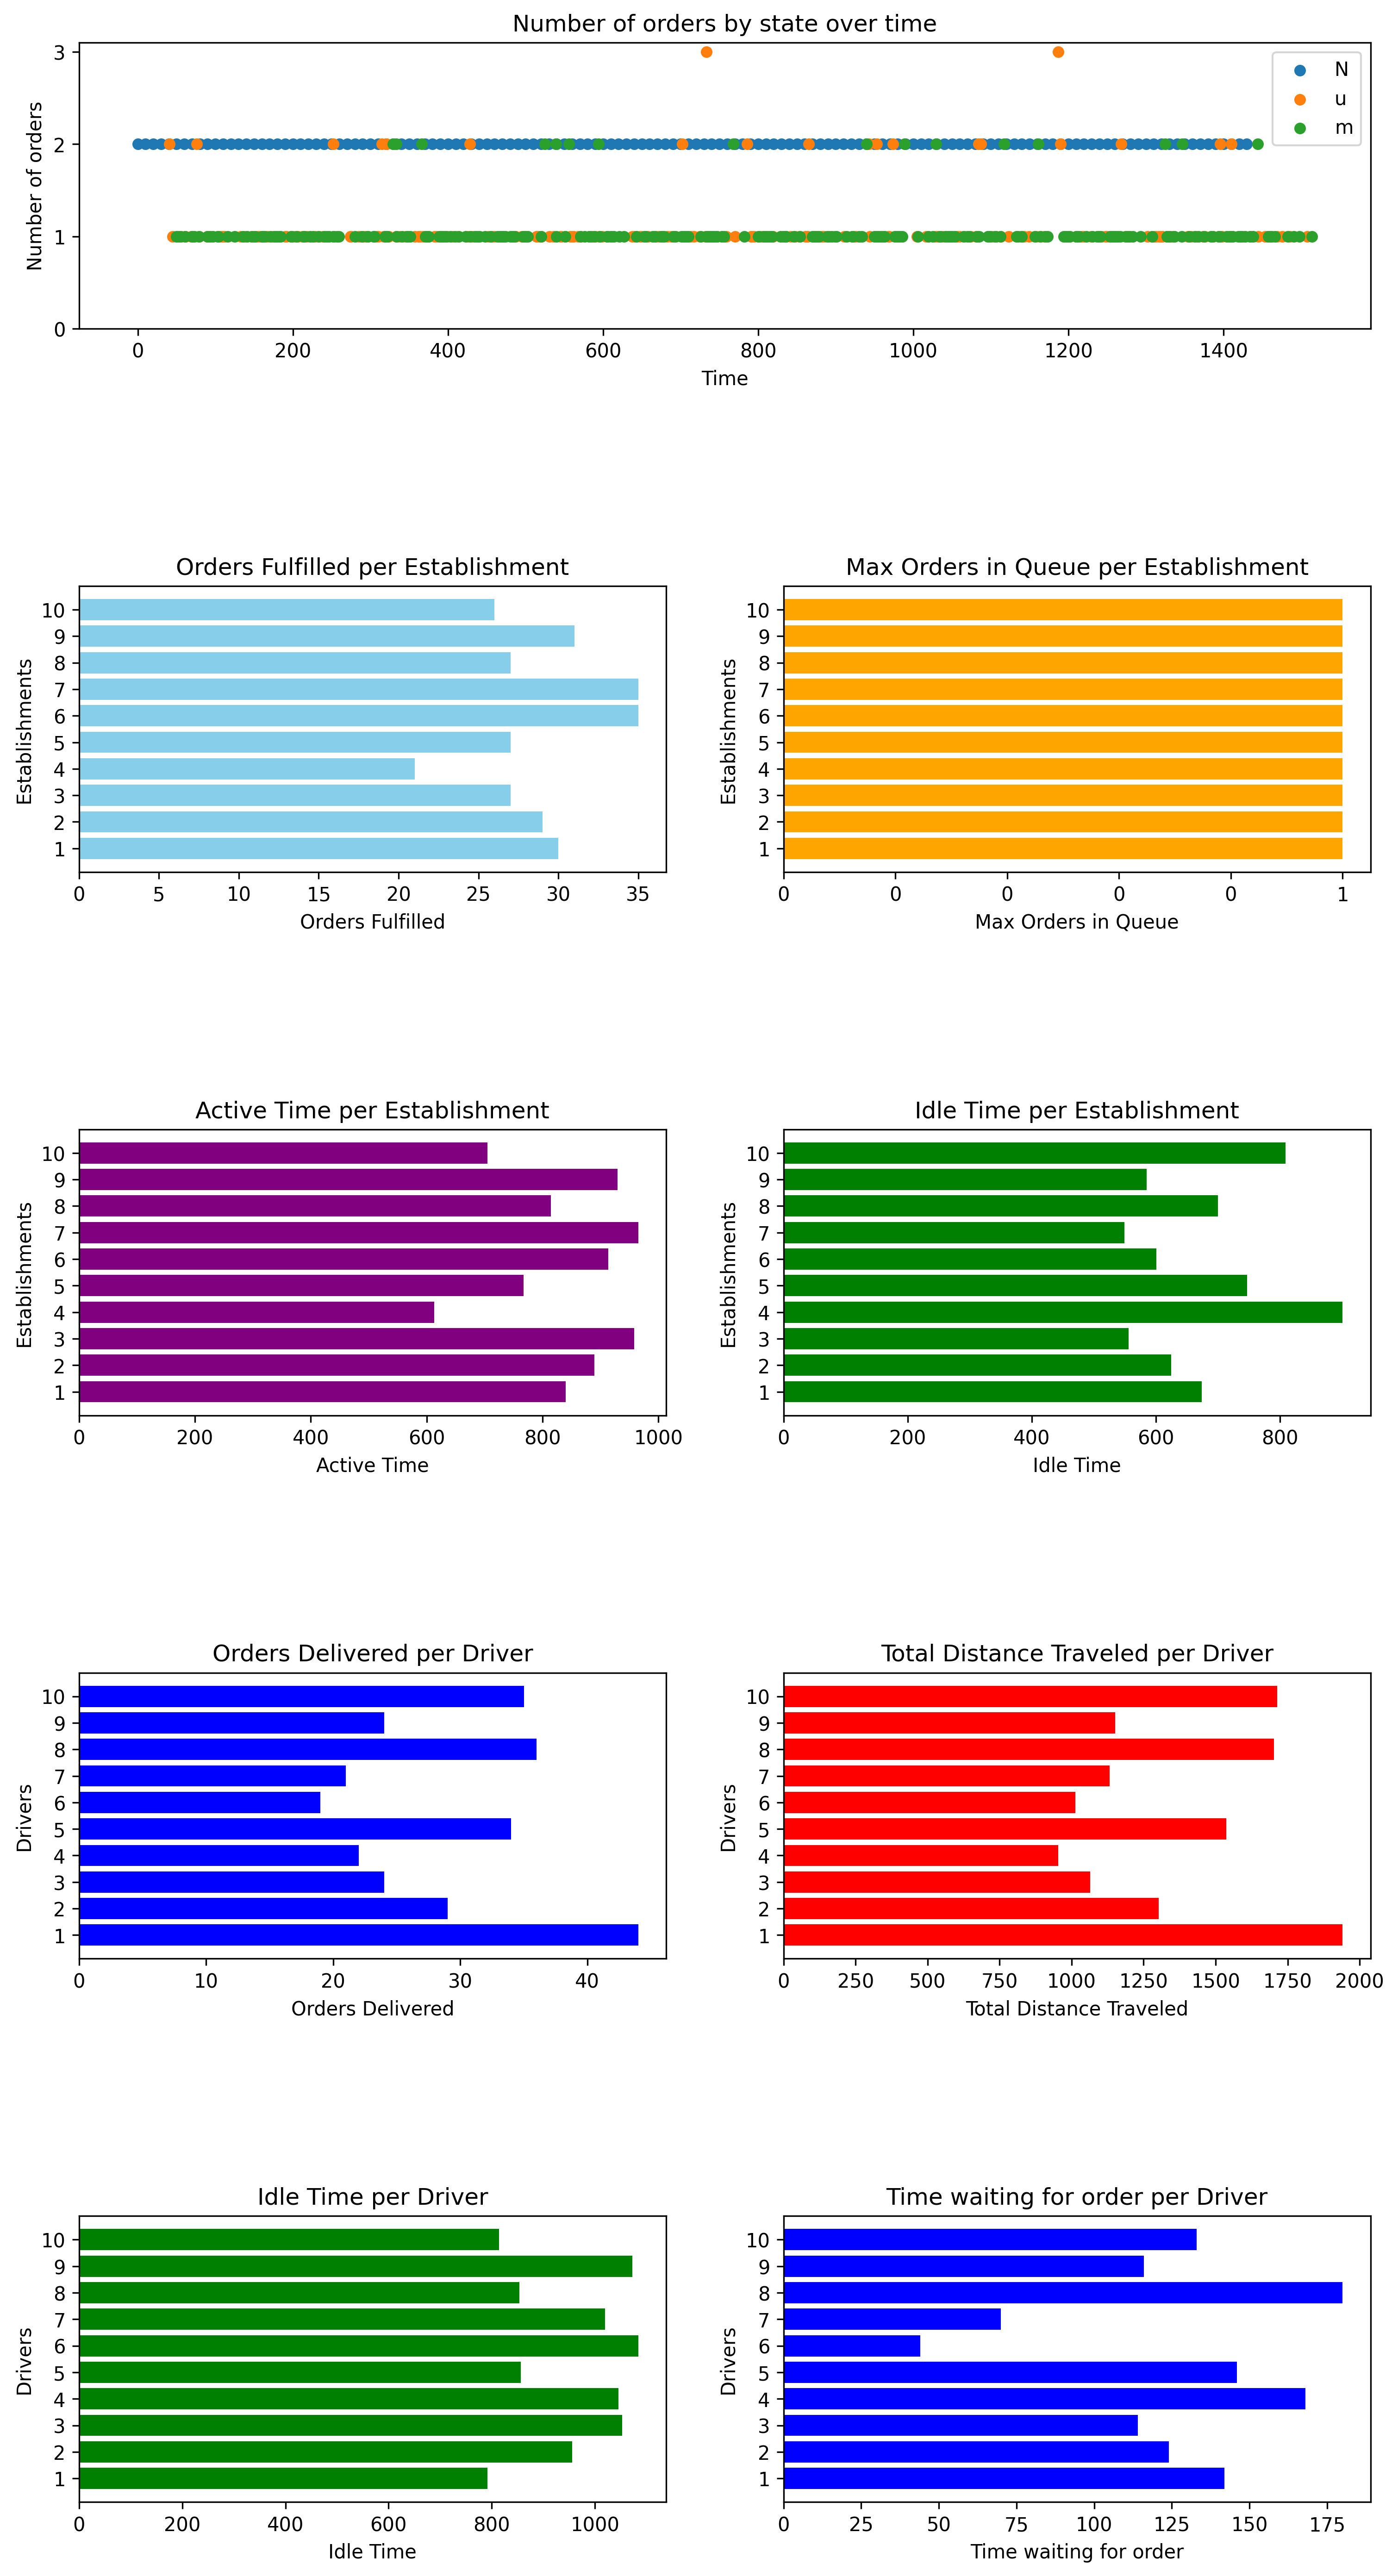 Number of orders by state over time
Number of orders
3
2
1
0
N
u
m
0 200 400 600 800 1000 1200 1400
Time
Orders Fulfilled per Establishment
Establishments
10
9
8
7
6
5
4
3
2
1
0 5 10 15 20 25 30 35
Orders Fulfilled
Max Orders in Queue per Establishment
Establishments
10
9
8
7
6
5
4
3
2
1
0 0 0 0 0 1
Max Orders in Queue
Active Time per Establishment
Establishments
10
9
8
7
6
5
4
3
2
1
0 200 400 600 800 1000
Active Time
Idle Time per Establishment
Establishments
10
9
8
7
6
5
4
3
2
1
0 200 400 600 800
Idle Time
Orders Delivered per Driver
Drivers
10
9
8
7
6
5
4
3
2
1
0 10 20 30 40
Orders Delivered
Total Distance Traveled per Driver
Drivers
10
9
8
7
6
5
4
3
2
1
0 250 500 750 1000 1250 1500 1750 2000
Total Distance Traveled
Idle Time per Driver
Drivers
10
9
8
7
6
5
4
3
2
1
0 200 400 600 800 1000
Idle Time
Time waiting for order per Driver
Drivers
10
9
8
7
6
5
4
3
2
1
0 25 50 75 100 125 150 175
Time waiting for order